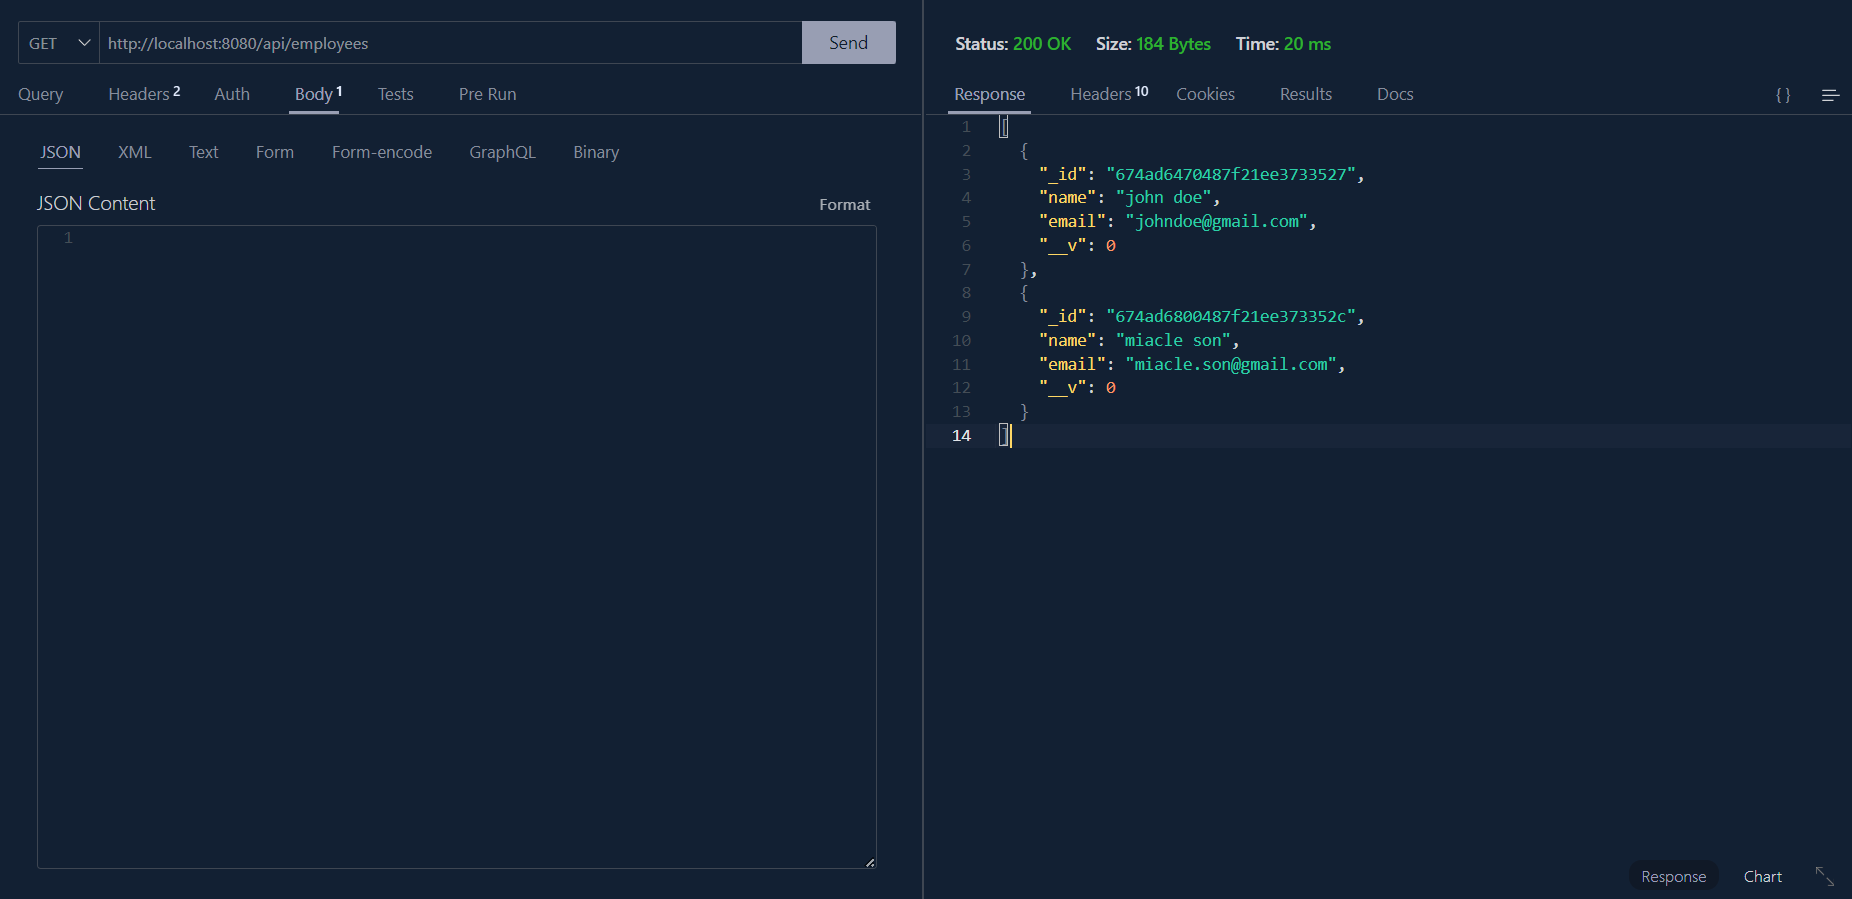 GET http://localhost:8080/api/employees Send
Query Headers 2 Auth Body 1 Tests Pre Run
JSON XML Text Form Form-encode GraphQL Binary
JSON Content Format
1
Status: 200 OK Size: 184 Bytes Time: 20 ms
Response Headers 10 Cookies Results Docs { }
1 [
2 {
3 "_id": "674ad6470487f21ee3733527",
4 "name": "john doe",
5 "email": "johndoe@gmail.com",
6 "__v": 0
7 },
8 {
9 "_id": "674ad6800487f21ee373352c",
10 "name": "miacle son",
11 "email": "miacle.son@gmail.com",
12 "__v": 0
13 }
14 ]
Response Chart